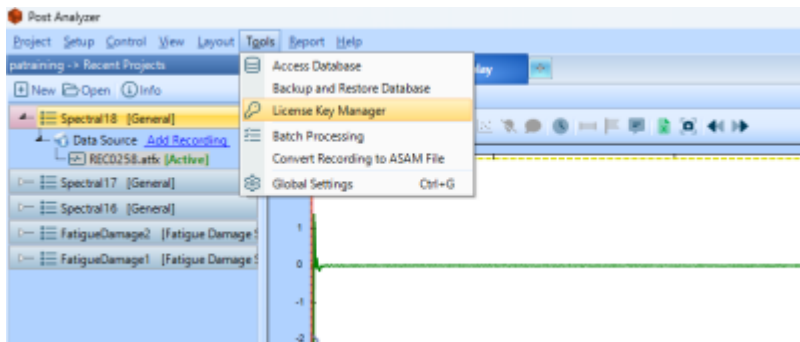 Post Analyzer
Project Setup Control View Layout Tools Report Help
patraining -> Recent Projects
New Open Info
Access Database
Backup and Restore Database
License Key Manager
Batch Processing
Convert Recording to ASAM File
Global Settings Ctrl+G
Spectral18 [General]
Data Source Add Recording
REC0258.atfx [Active]
Spectral17 [General]
Spectral16 [General]
FatigueDamage2 [Fatigue Damage
FatigueDamage1 [Fatigue Damage
1
0
-1
-2